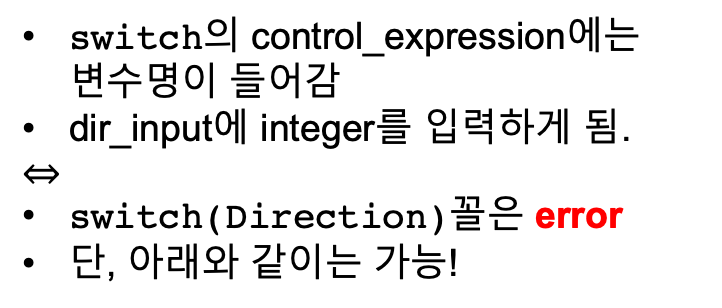 • switch의 control_expression에는
변수명이 들어감
• dir_input에 integer를 입력하게 됨.
⇔
• switch(Direction)꼴은 error
• 단, 아래와 같이는 가능!